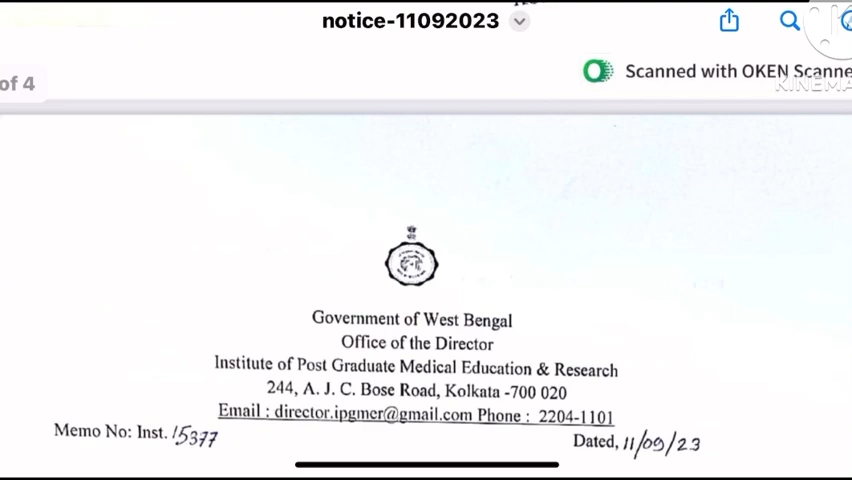 notice-11092023
of 4
Scanned with OKEN Scanne
KINEMA
Government of West Bengal
Office of the Director
Institute of Post Graduate Medical Education & Research
244, A. J. C. Bose Road, Kolkata -700 020
Email : director.ipgmer@gmail.com Phone : 2204-1101
Memo No: Inst. 15377 Dated, 11/09/23